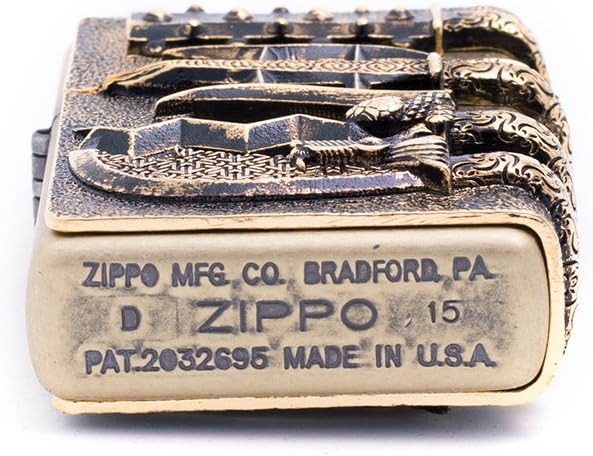 ZIPPO MFG. CO. BRADFORD, PA.
D ZIPPO 15
PAT.2032695 MADE IN U.S.A.